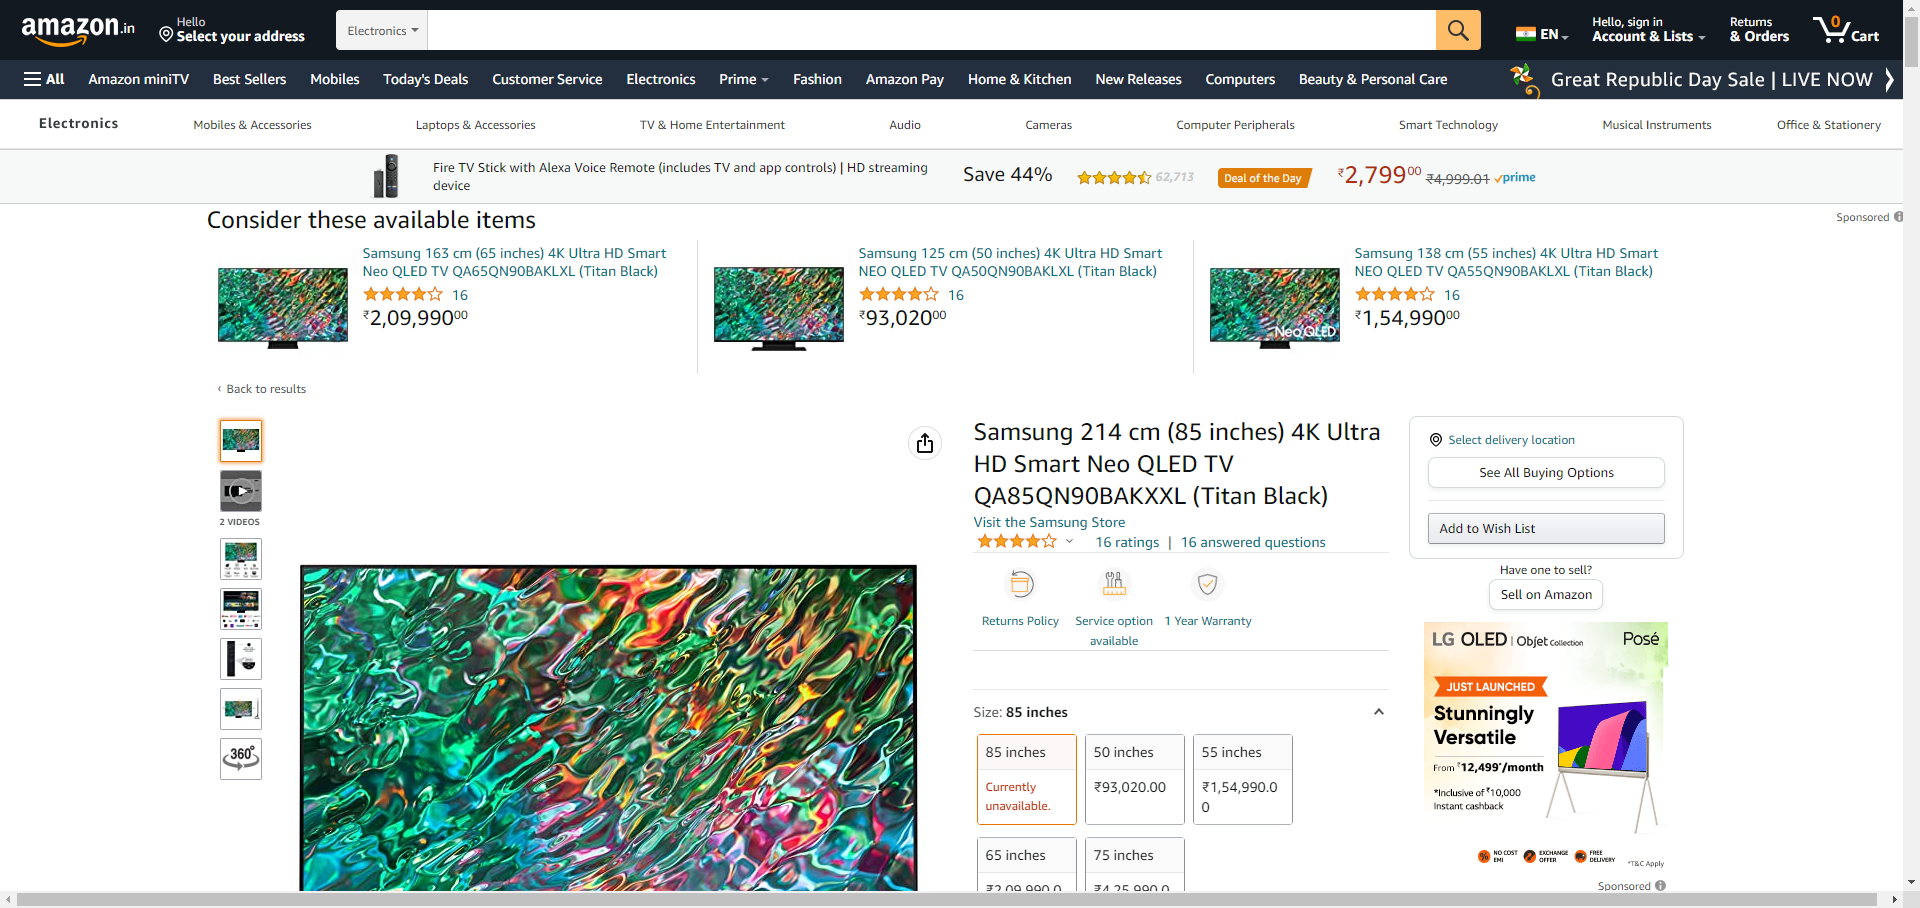 amazon.in
Hello
Select your address
Electronics
EN
Hello, sign in
Account & Lists
Returns
& Orders
0
Cart
All
Amazon miniTV
Best Sellers
Mobiles
Today's Deals
Customer Service
Electronics
Prime
Fashion
Amazon Pay
Home & Kitchen
New Releases
Computers
Beauty & Personal Care
Great Republic Day Sale | LIVE NOW
Electronics
Mobiles & Accessories
Laptops & Accessories
TV & Home Entertainment
Audio
Cameras
Computer Peripherals
Smart Technology
Musical Instruments
Office & Stationery
Fire TV Stick with Alexa Voice Remote (includes TV and app controls) | HD streaming
device
Save 44%
62,713
Deal of the Day
₹2,79900
₹4,999.01
prime
Consider these available items
Sponsored
Samsung 163 cm (65 inches) 4K Ultra HD Smart
Neo QLED TV QA65QN90BAKLXL (Titan Black)
16
₹2,09,99000
Samsung 125 cm (50 inches) 4K Ultra HD Smart
NEO QLED TV QA50QN90BAKLXL (Titan Black)
16
₹93,02000
Neo QLED
Samsung 138 cm (55 inches) 4K Ultra HD Smart
NEO QLED TV QA55QN90BAKLXL (Titan Black)
16
₹1,54,99000
‹ Back to results
2 VIDEOS
360°
Samsung 214 cm (85 inches) 4K Ultra
HD Smart Neo QLED TV
QA85QN90BAKXXL (Titan Black)
Visit the Samsung Store
16 ratings | 16 answered questions
Returns Policy
Service option
available
1 Year Warranty
Size: 85 inches
85 inches
Currently
unavailable.
50 inches
₹93,020.00
55 inches
₹1,54,990.0
0
65 inches
₹2,09,990.0
75 inches
₹4,25,990.0
Select delivery location
See All Buying Options
Add to Wish List
Have one to sell?
Sell on Amazon
LG OLED | Objet Collection
Posé
JUST LAUNCHED
Stunningly
Versatile
From ₹12,499*/month
*Inclusive of ₹10,000
Instant cashback
NO COST
EMI
EXCHANGE
OFFER
FREE
DELIVERY
*T&C Apply
Sponsored